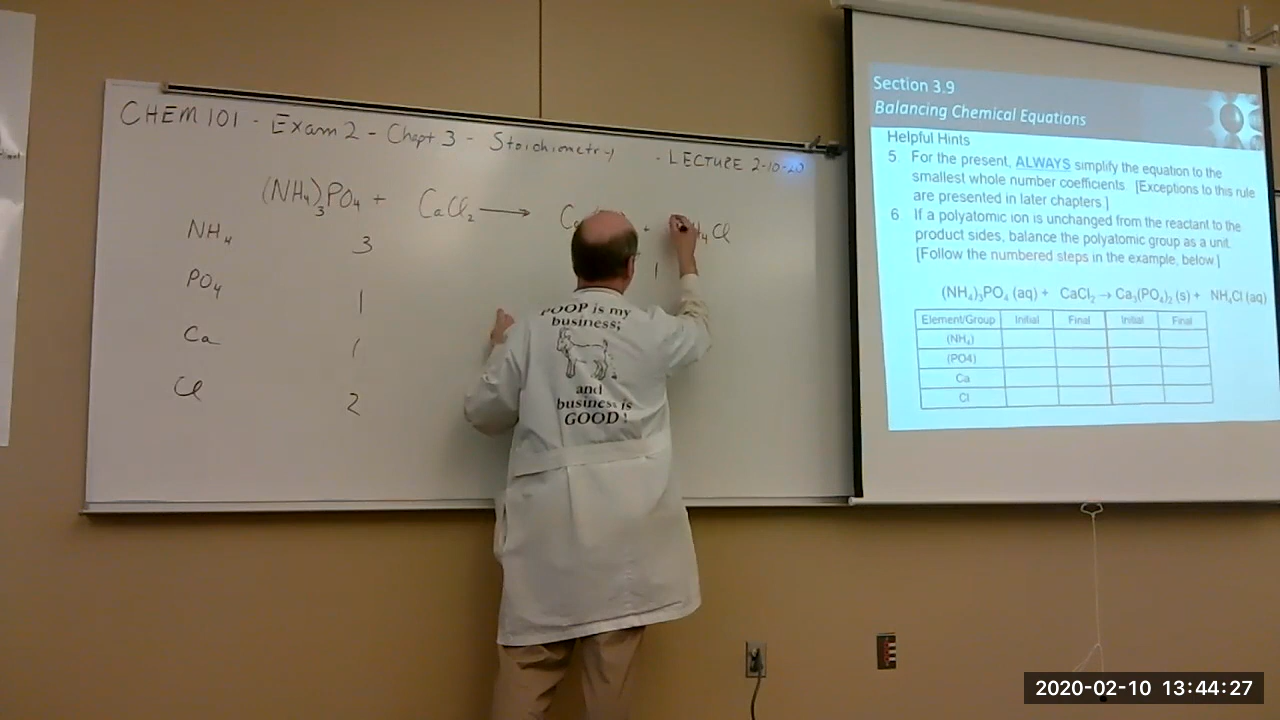 CHEM 101 - Exam 2 - Chapt 3 - Stoichiometry - LECTURE 2-10-20
(NH₄)₃PO₄ + CaCl₂ ⟶ Ca + H₄Cl
NH₄ 3 1
PO₄ 1
Ca 1
Cl 2
POOP is my
business;
and
business is
GOOD!
Section 3.9
Balancing Chemical Equations
Helpful Hints
5. For the present, ALWAYS simplify the equation to the
smallest whole number coefficients. [Exceptions to this rule
are presented in later chapters.]
6. If a polyatomic ion is unchanged from the reactant to the
product sides, balance the polyatomic group as a unit.
[Follow the numbered steps in the example, below.]
(NH₄)₃PO₄ (aq) + CaCl₂ → Ca₃(PO₄)₂ (s) + NH₄Cl (aq)
Element/Group Initial Final Initial Final
(NH₄)
(PO4)
Ca
Cl
2020-02-10 13:44:27